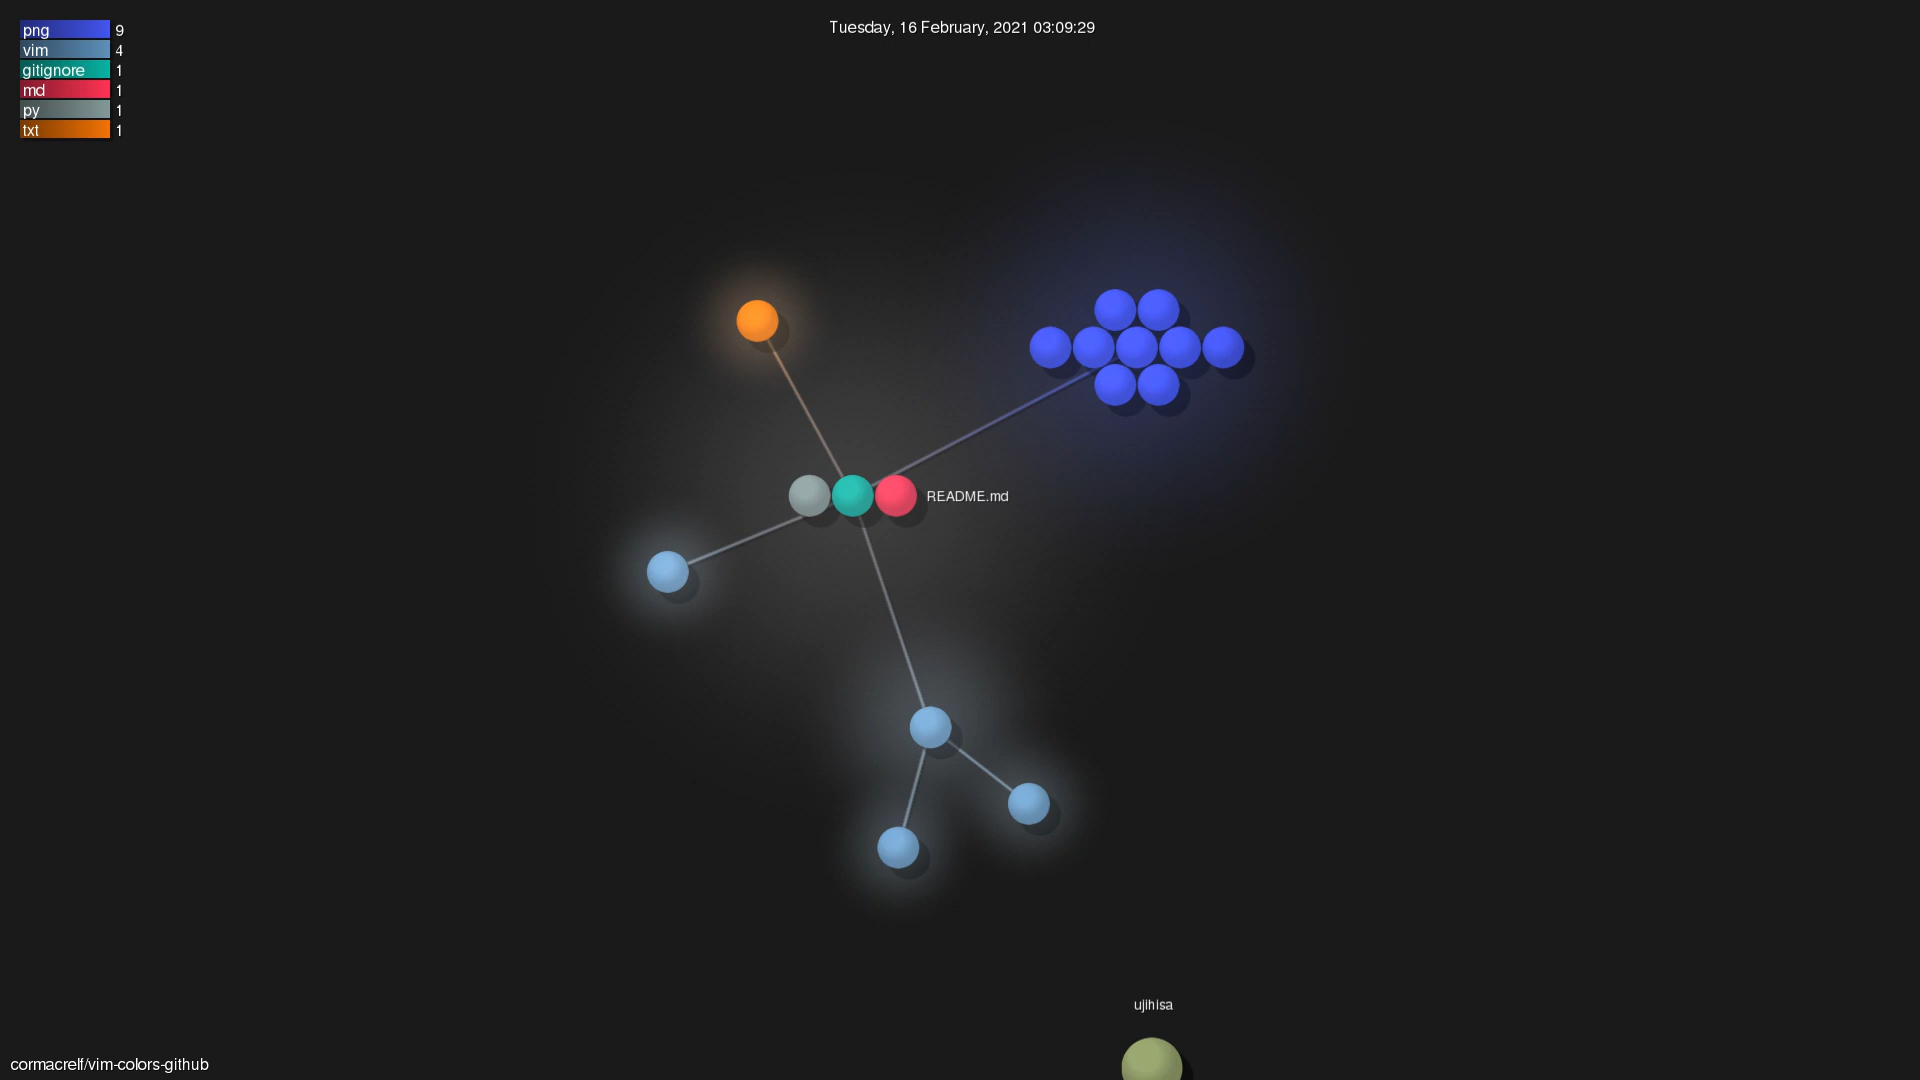 png 9
vim 4
gitignore 1
md 1
py 1
txt 1
Tuesday, 16 February, 2021 03:09:29
README.md
ujihisa
cormacrelf/vim-colors-github